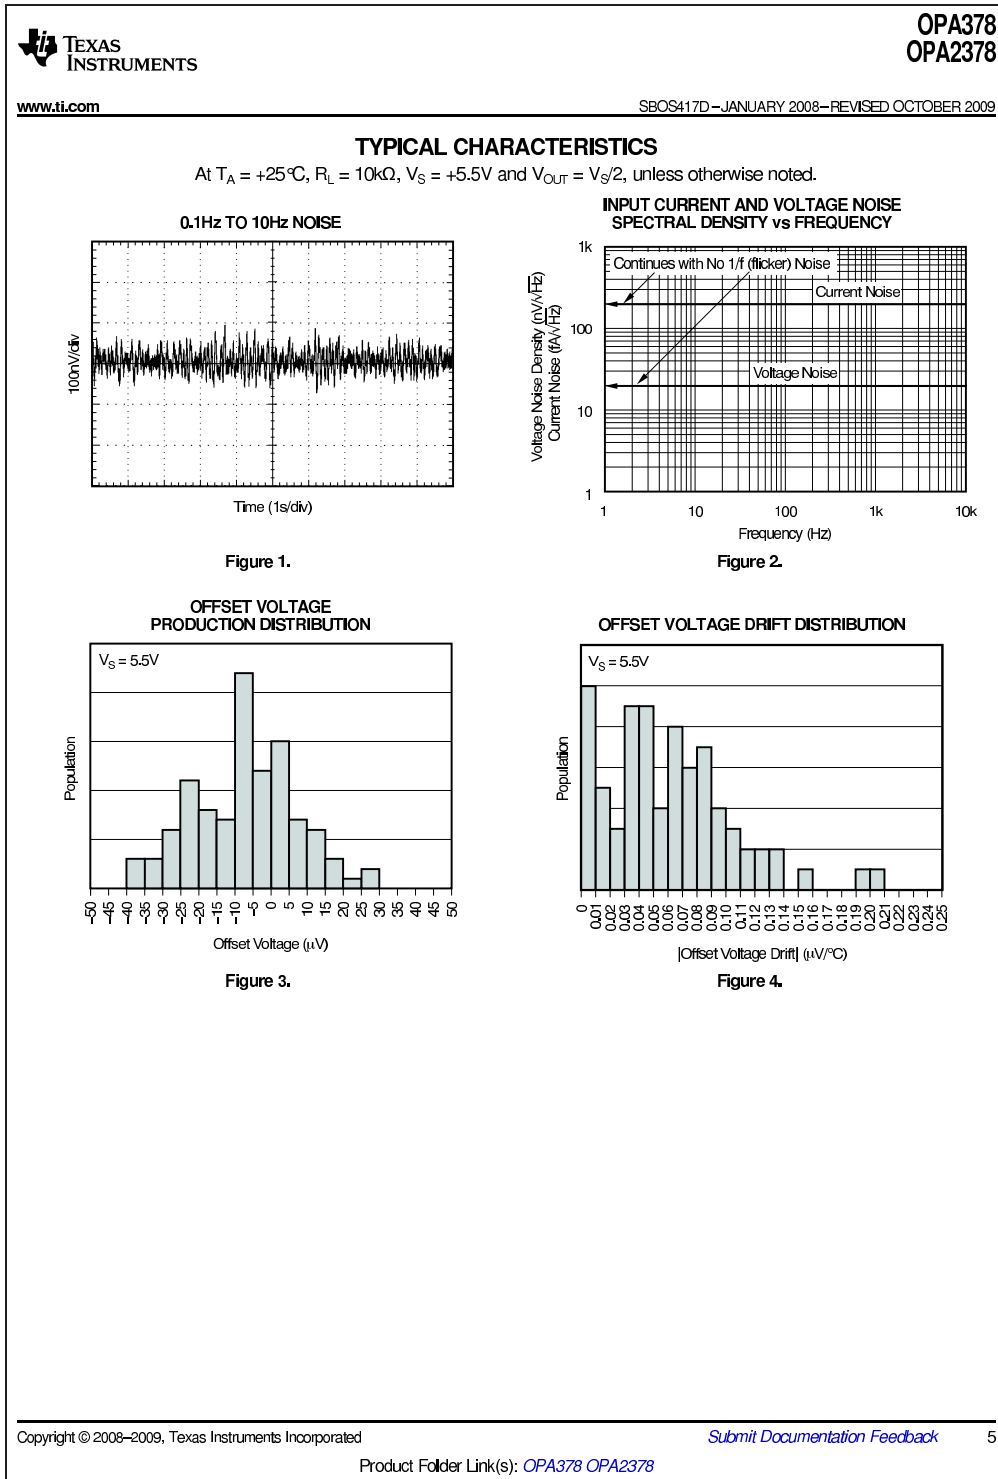 OPA378
OPA2378
TEXAS
INSTRUMENTS
www.ti.com
SBOS417D–JANUARY 2008–REVISED OCTOBER 2009
TYPICAL CHARACTERISTICS
At TA = +25°C, RL = 10kΩ, VS = +5.5V and VOUT = VS/2, unless otherwise noted.
0.1Hz TO 10Hz NOISE
100nV/div
Time (1s/div)
Figure 1.
INPUT CURRENT AND VOLTAGE NOISE
SPECTRAL DENSITY vs FREQUENCY
Voltage Noise Density (nV/√Hz)
Current Noise (fA/√Hz)
1k
100
10
1
Continues with No 1/f (flicker) Noise
Current Noise
Voltage Noise
1 10 100 1k 10k
Frequency (Hz)
Figure 2.
OFFSET VOLTAGE
PRODUCTION DISTRIBUTION
VS = 5.5V
Population
–50 –45 –40 –35 –30 –25 –20 –15 –10 –5 0 5 10 15 20 25 30 35 40 45 50
Offset Voltage (μV)
Figure 3.
OFFSET VOLTAGE DRIFT DISTRIBUTION
VS = 5.5V
Population
0 0.01 0.02 0.03 0.04 0.05 0.06 0.07 0.08 0.09 0.10 0.11 0.12 0.13 0.14 0.15 0.16 0.17 0.18 0.19 0.20 0.21 0.22 0.23 0.24 0.25
|Offset Voltage Drift| (μV/°C)
Figure 4.
Copyright © 2008–2009, Texas Instruments Incorporated
Submit Documentation Feedback 5
Product Folder Link(s): OPA378 OPA2378